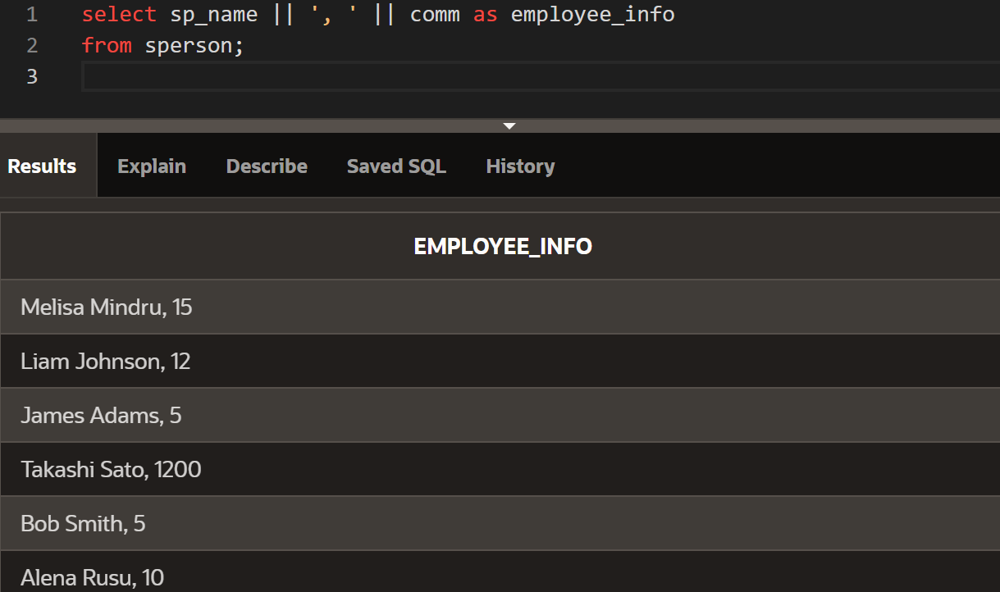 1 select sp_name || ', ' || comm as employee_info
2 from sperson;
3
Results Explain Describe Saved SQL History
EMPLOYEE_INFO
Melisa Mindru, 15
Liam Johnson, 12
James Adams, 5
Takashi Sato, 1200
Bob Smith, 5
Alena Rusu, 10